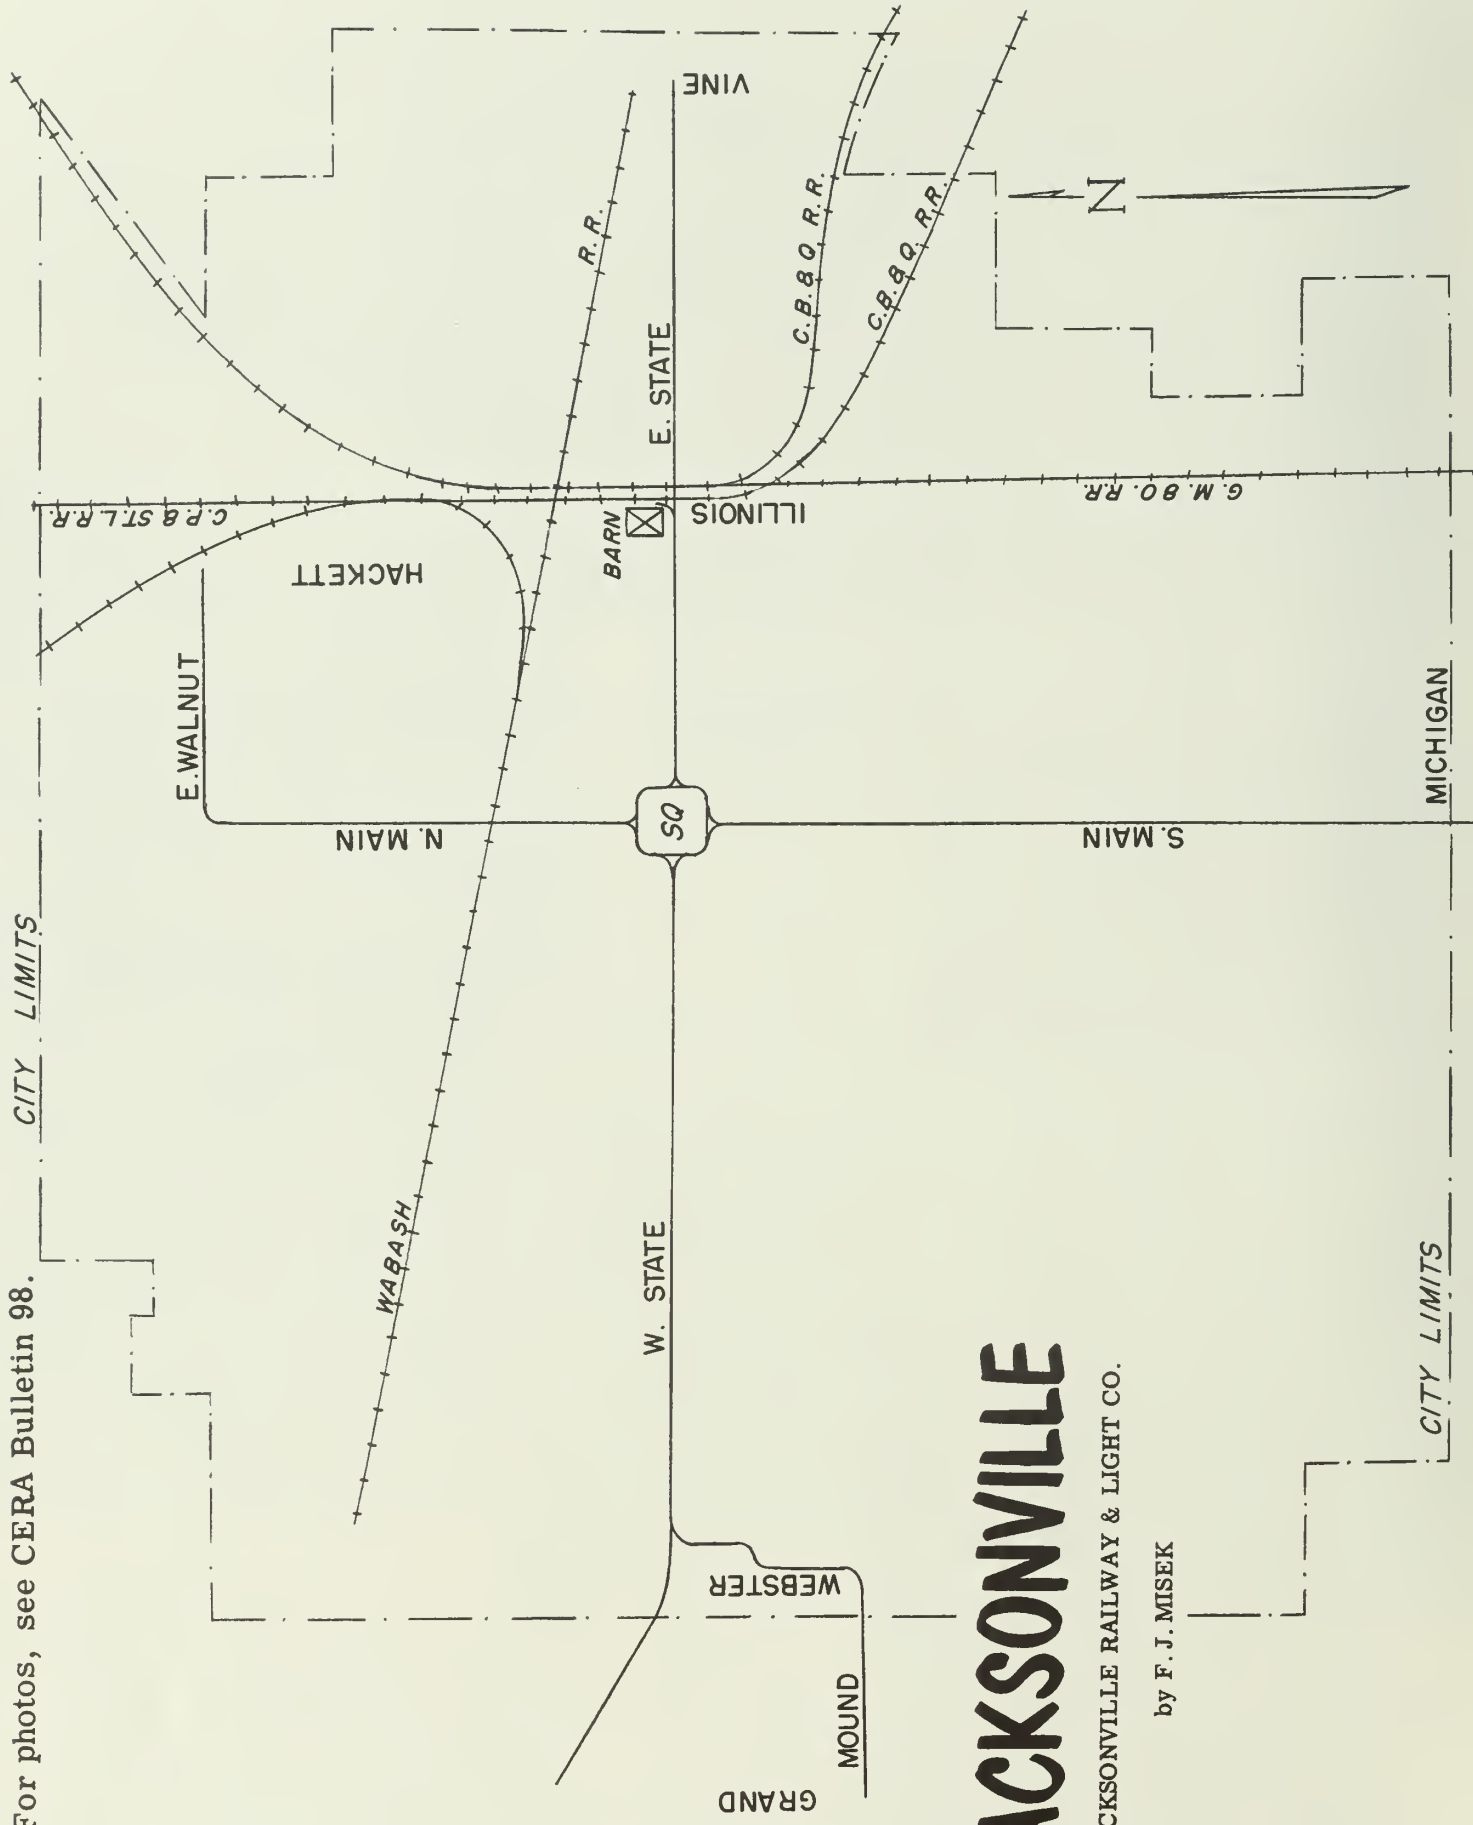 For photos, see CERA Bulletin 98.
CITY LIMITS
C.P. & ST.L. R.R.
E. WALNUT
HACKETT
N. MAIN
WABASH R.R.
BARN
E. STATE
VINE
ILLINOIS
SQ
W. STATE
C.B.&Q. R.R.
C.B.&Q. R.R.
N
WEBSTER
MOUND
GRAND
S. MAIN
G.M.&O. R.R.
MICHIGAN
CITY LIMITS
ACKSONVILLE
CKSONVILLE RAILWAY & LIGHT CO.
by F. J. MISEK